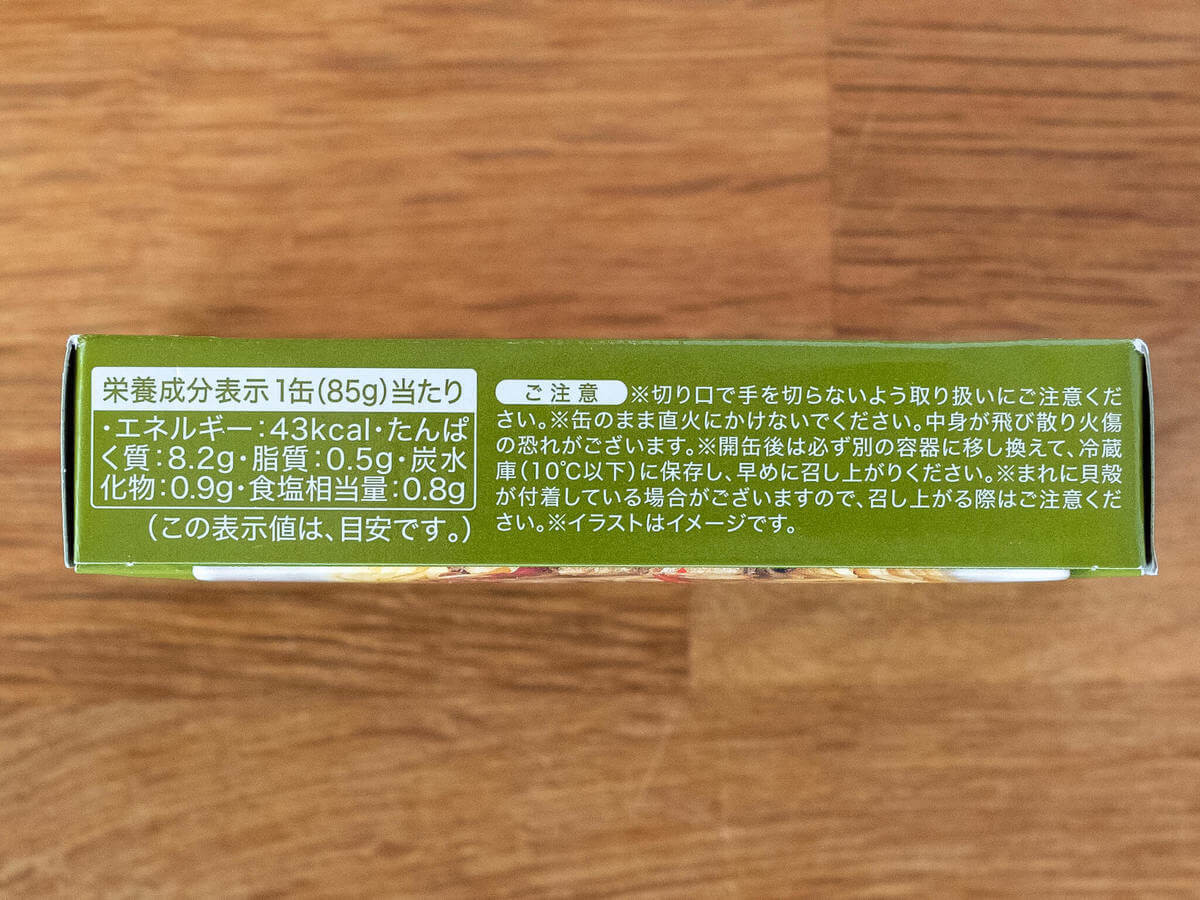 栄養成分表示 1缶(85g)当たり
・エネルギー:43kcal・たんぱ
く質:8.2g・脂質:0.5g・炭水
化物:0.9g・食塩相当量:0.8g
(この表示値は、目安です。)
ご注意 ※切り口で手を切らないよう取り扱いにご注意くだ
さい。※缶のまま直火にかけないでください。中身が飛び散り火傷
の恐れがございます。※開缶後は必ず別の容器に移し換えて、冷蔵
庫(10℃以下)に保存し、早めに召し上がりください。※まれに貝殻
が付着している場合がございますので、召し上がる際はご注意くだ
さい。※イラストはイメージです。